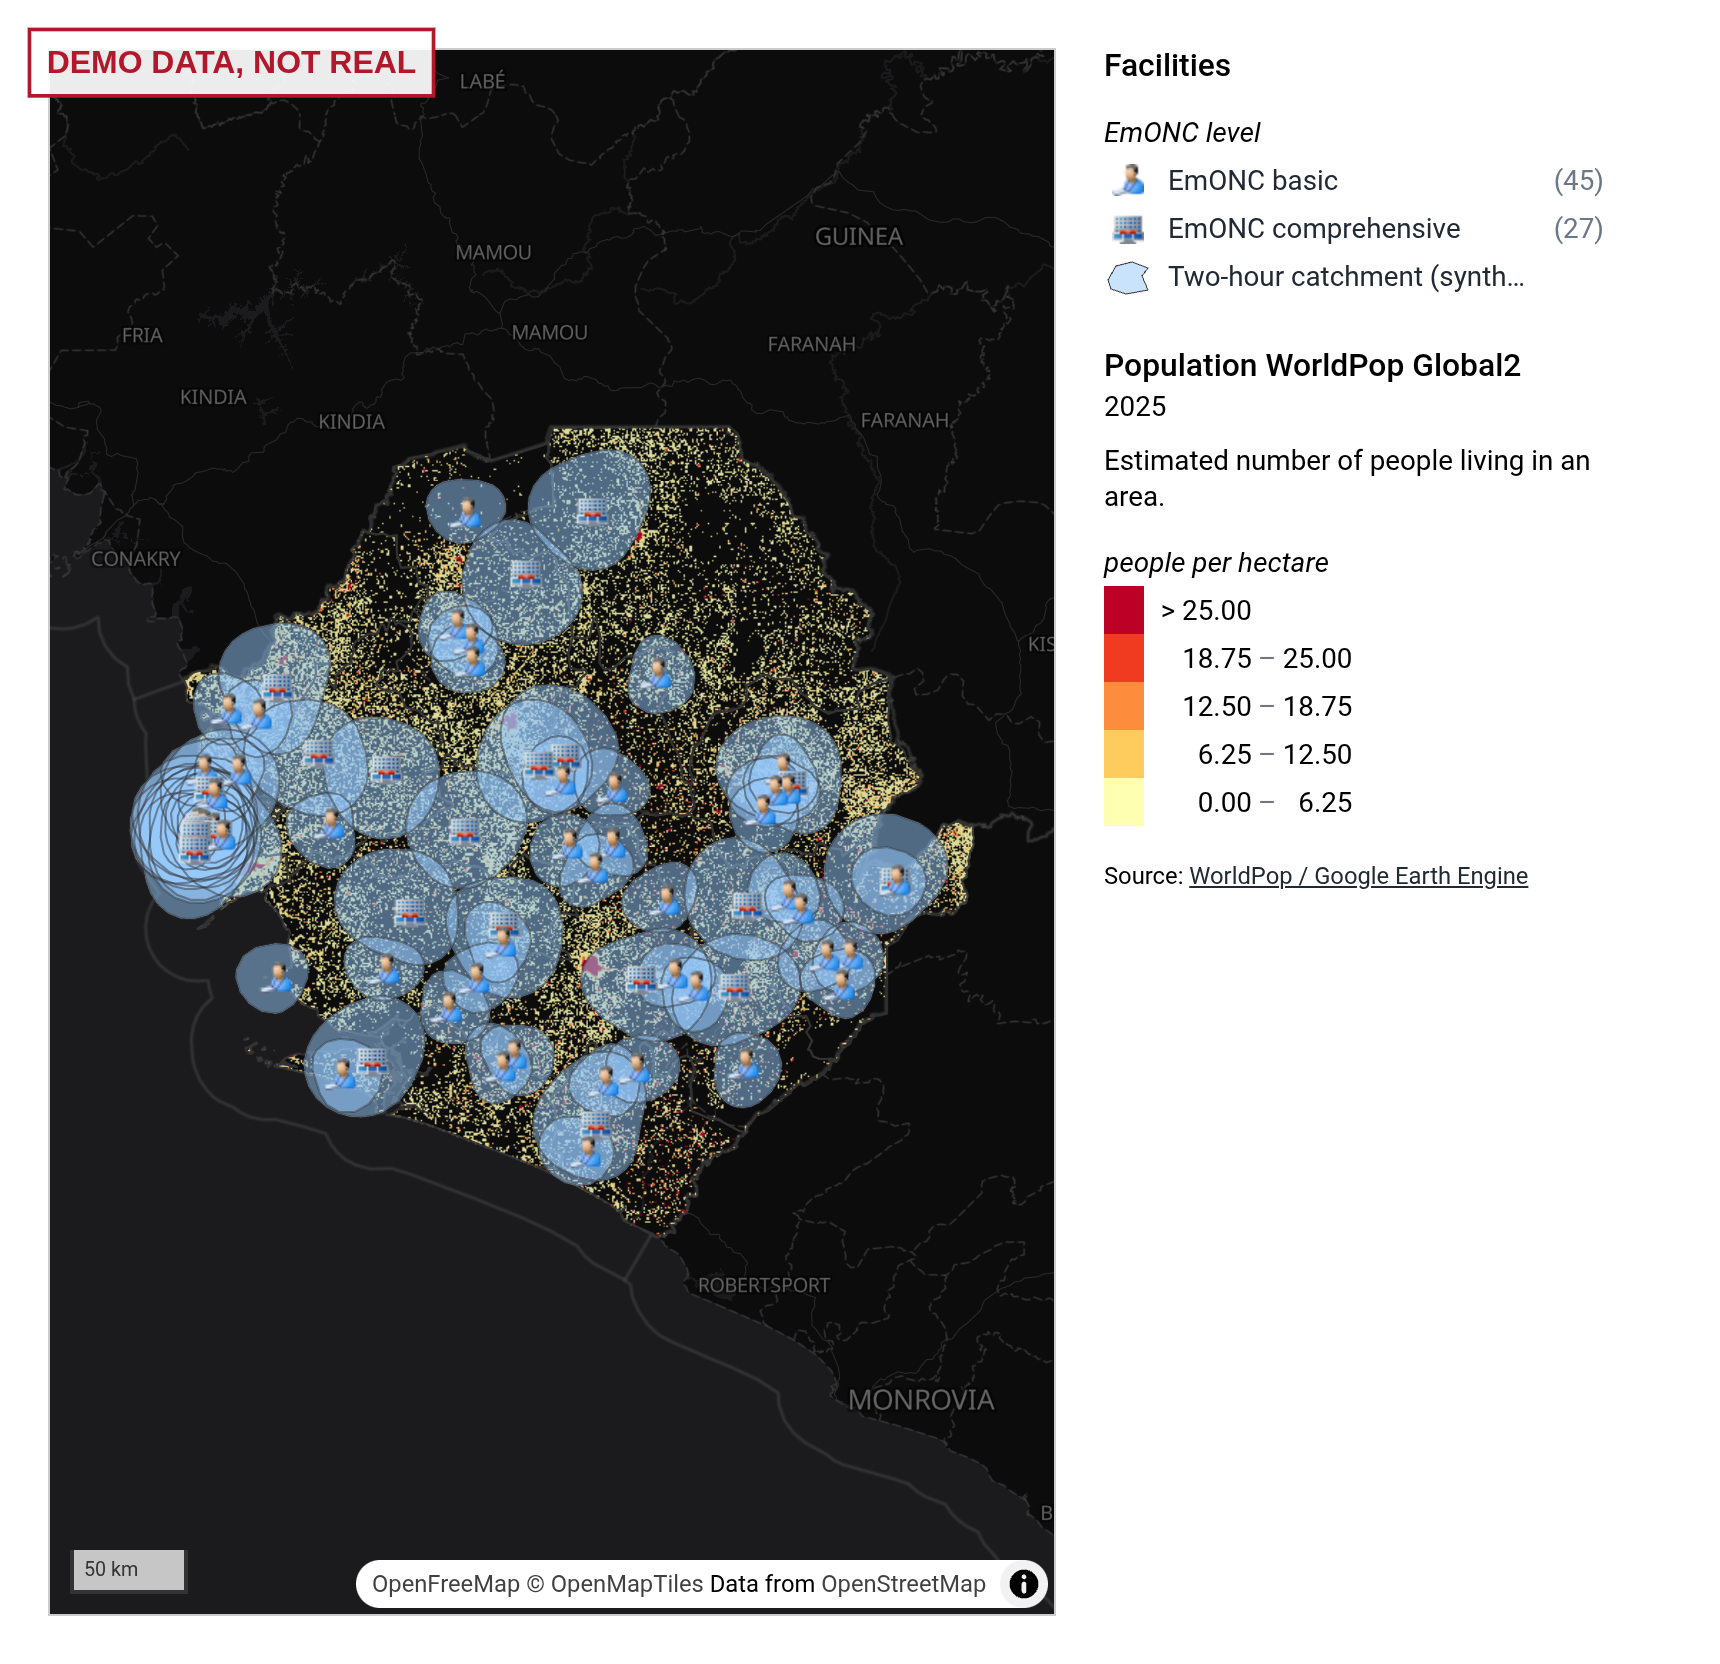 DEMO DATA, NOT REAL
LABÉ
GUINEA
MAMOU
FRIA
MAMOU
FARANAH
KINDIA
KINDIA
FARANAH
CONAKRY
KIS
ROBERTSPORT
MONROVIA
B
50 km
OpenFreeMap © OpenMapTiles Data from OpenStreetMap
Facilities
EmONC level
EmONC basic (45)
EmONC comprehensive (27)
Two-hour catchment (synth…
Population WorldPop Global2
2025
Estimated number of people living in an
area.
people per hectare
> 25.00
18.75 – 25.00
12.50 – 18.75
6.25 – 12.50
0.00 – 6.25
Source: WorldPop / Google Earth Engine